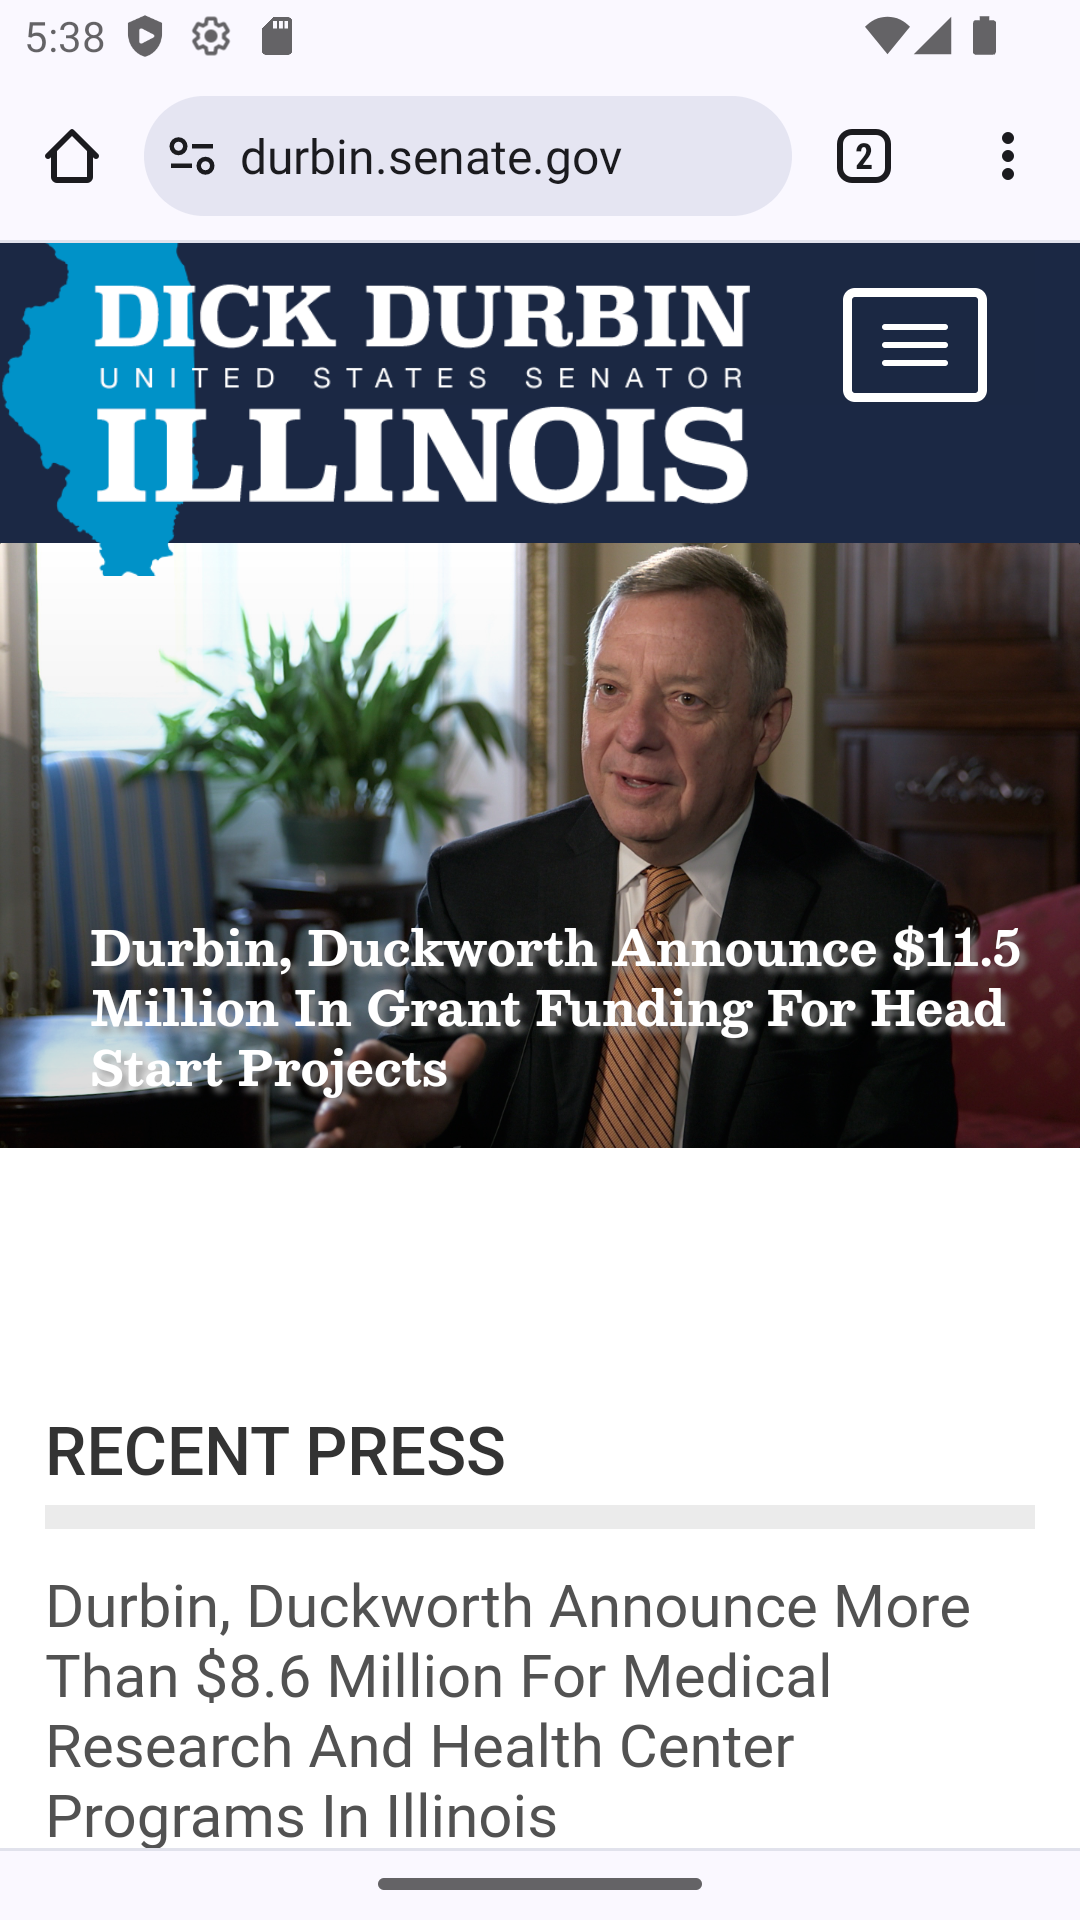 5:38
durbin.senate.gov
2
DICK DURBIN
UNITED STATES SENATOR
ILLINOIS
Durbin, Duckworth Announce $11.5
Million In Grant Funding For Head
Start Projects
RECENT PRESS
Durbin, Duckworth Announce More
Than $8.6 Million For Medical
Research And Health Center
Programs In Illinois